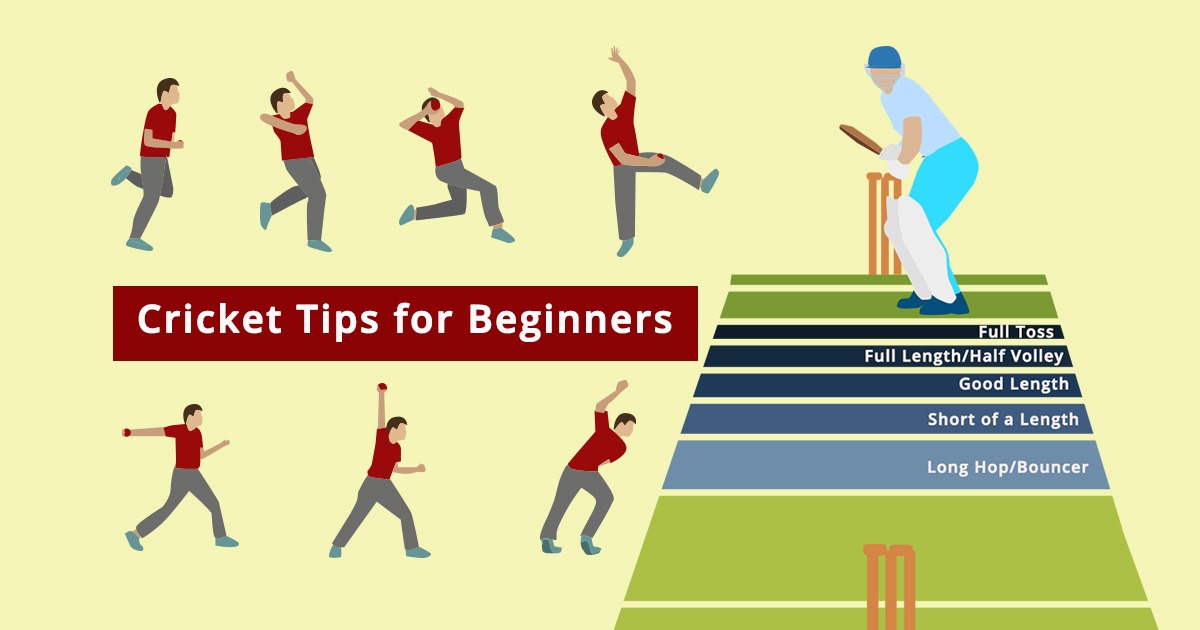 Cricket Tips for Beginners
Full Toss
Full Length/Half Volley
Good Length
Short of a Length
Long Hop/Bouncer